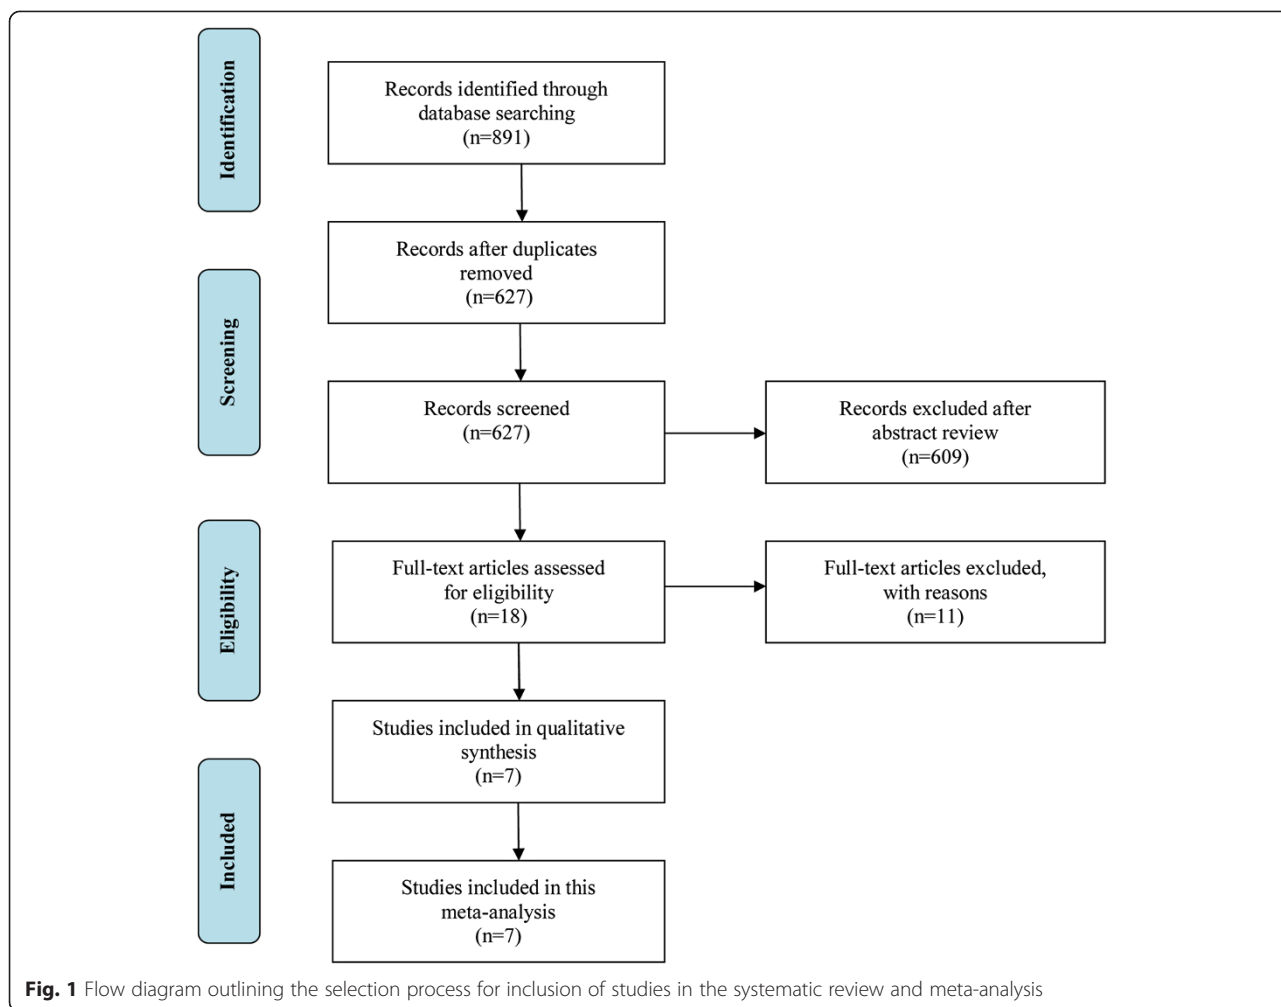 Identification
Records identified through
database searching
(n=891)
Records after duplicates
removed
(n=627)
Screening
Records screened
(n=627)
Records excluded after
abstract review
(n=609)
Eligibility
Full-text articles assessed
for eligibility
(n=18)
Full-text articles excluded,
with reasons
(n=11)
Studies included in qualitative
synthesis
(n=7)
Included
Studies included in this
meta-analysis
(n=7)
Fig. 1 Flow diagram outlining the selection process for inclusion of studies in the systematic review and meta-analysis